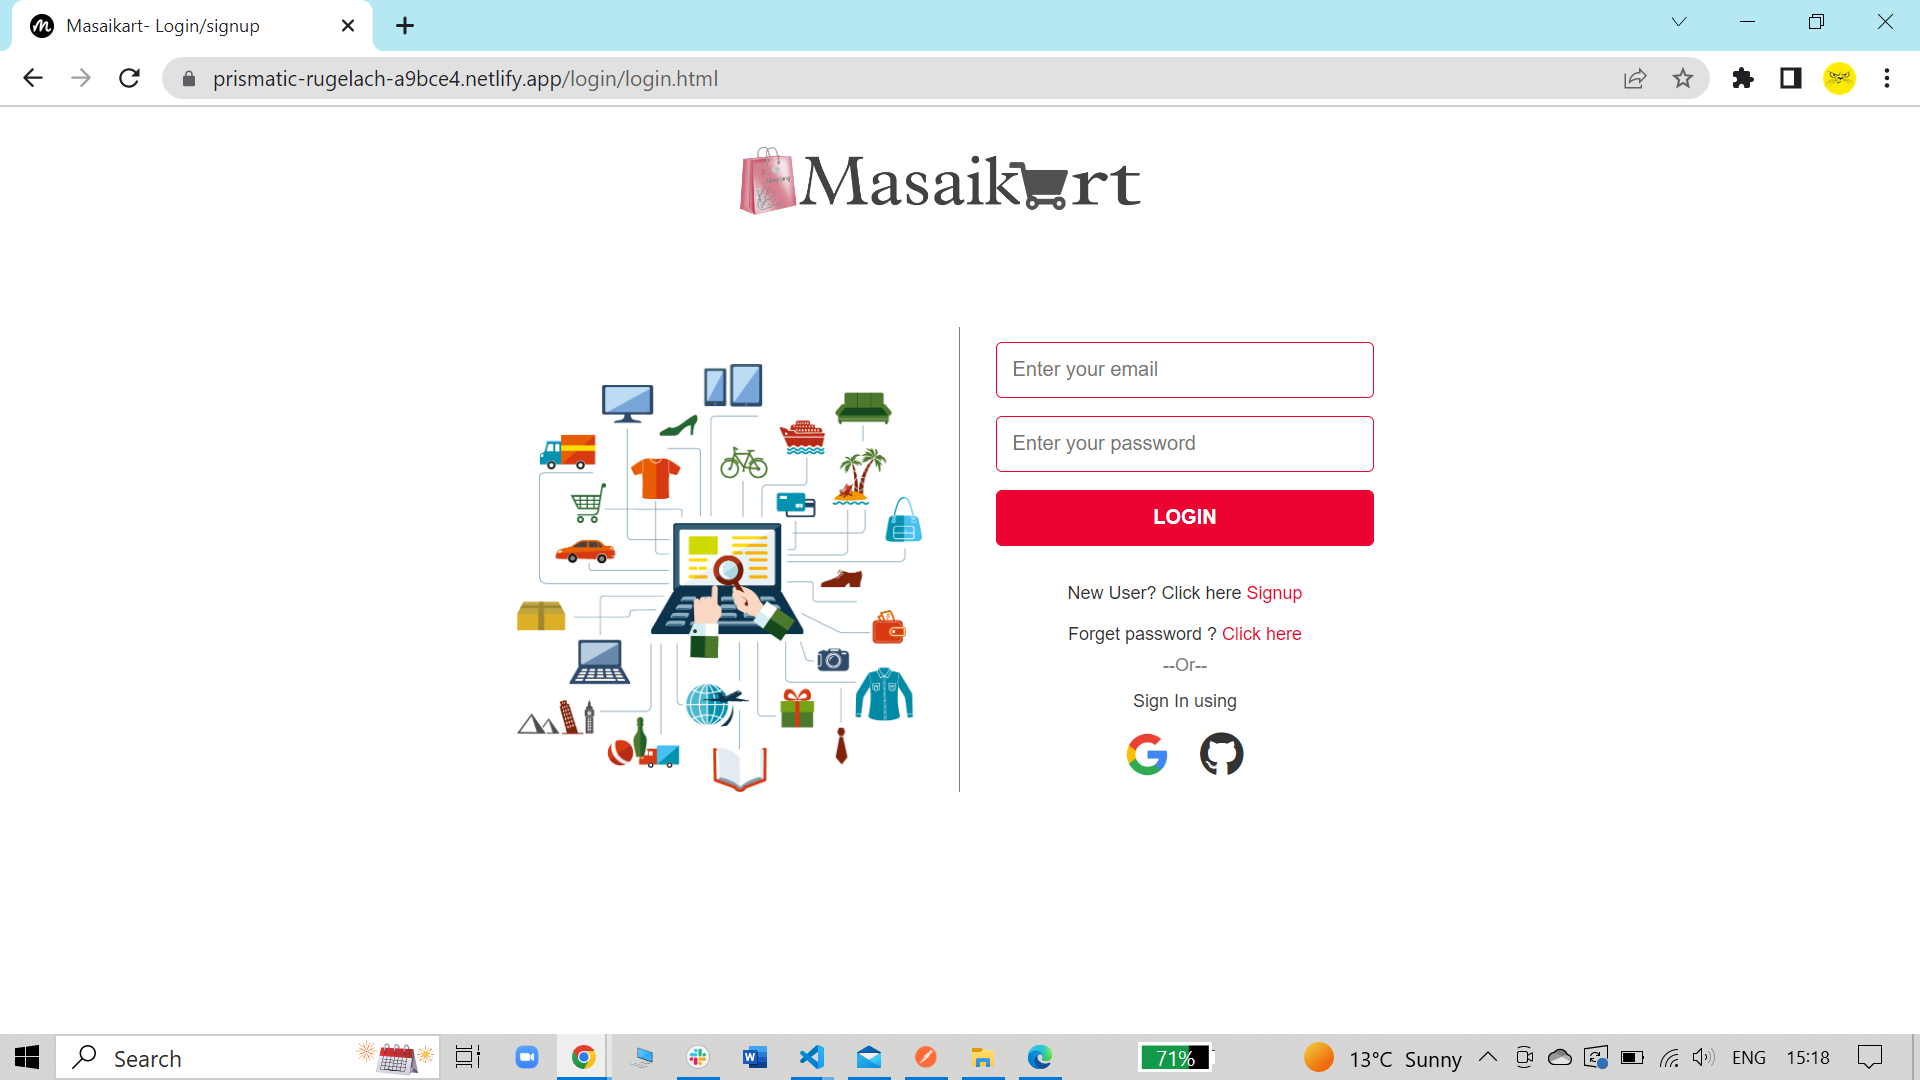 Masaikart- Login/signup
prismatic-rugelach-a9bce4.netlify.app/login/login.html
Masaik rt
Enter your email
Enter your password
LOGIN
New User? Click here Signup
Forget password ? Click here
--Or--
Sign In using
Search
71%
13°C Sunny
ENG
15:18